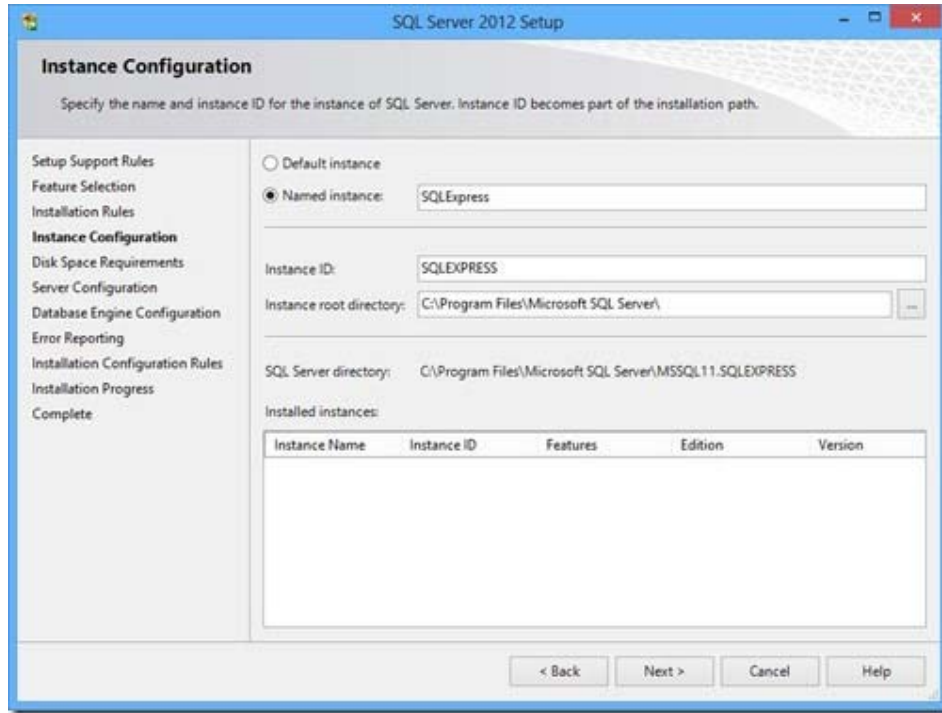 SQL Server 2012 Setup
Instance Configuration
Specify the name and instance ID for the instance of SQL Server. Instance ID becomes part of the installation path.
Setup Support Rules
Feature Selection
Installation Rules
Instance Configuration
Disk Space Requirements
Server Configuration
Database Engine Configuration
Error Reporting
Installation Configuration Rules
Installation Progress
Complete
Default instance
Named instance: SQLExpress
Instance ID: SQLEXPRESS
Instance root directory: C:\Program Files\Microsoft SQL Server\ ...
SQL Server directory: C:\Program Files\Microsoft SQL Server\MSSQL11.SQLEXPRESS
Installed instances:
Instance Name Instance ID Features Edition Version
< Back Next > Cancel Help